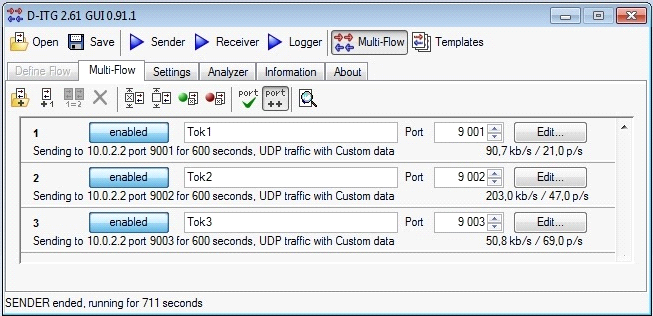 D-ITG 2.61 GUI 0.91.1
Open Save Sender Receiver Logger Multi-Flow Templates
Define Flow Multi-Flow Settings Analyzer Information About
+1 1=2 port port ++
1 enabled Tok1 Port 9 001 Edit...
Sending to 10.0.2.2 port 9001 for 600 seconds, UDP traffic with Custom data 90,7 kb/s / 21,0 p/s
2 enabled Tok2 Port 9 002 Edit...
Sending to 10.0.2.2 port 9002 for 600 seconds, UDP traffic with Custom data 203,0 kb/s / 47,0 p/s
3 enabled Tok3 Port 9 003 Edit...
Sending to 10.0.2.2 port 9003 for 600 seconds, UDP traffic with Custom data 50,8 kb/s / 69,0 p/s
SENDER ended, running for 711 seconds